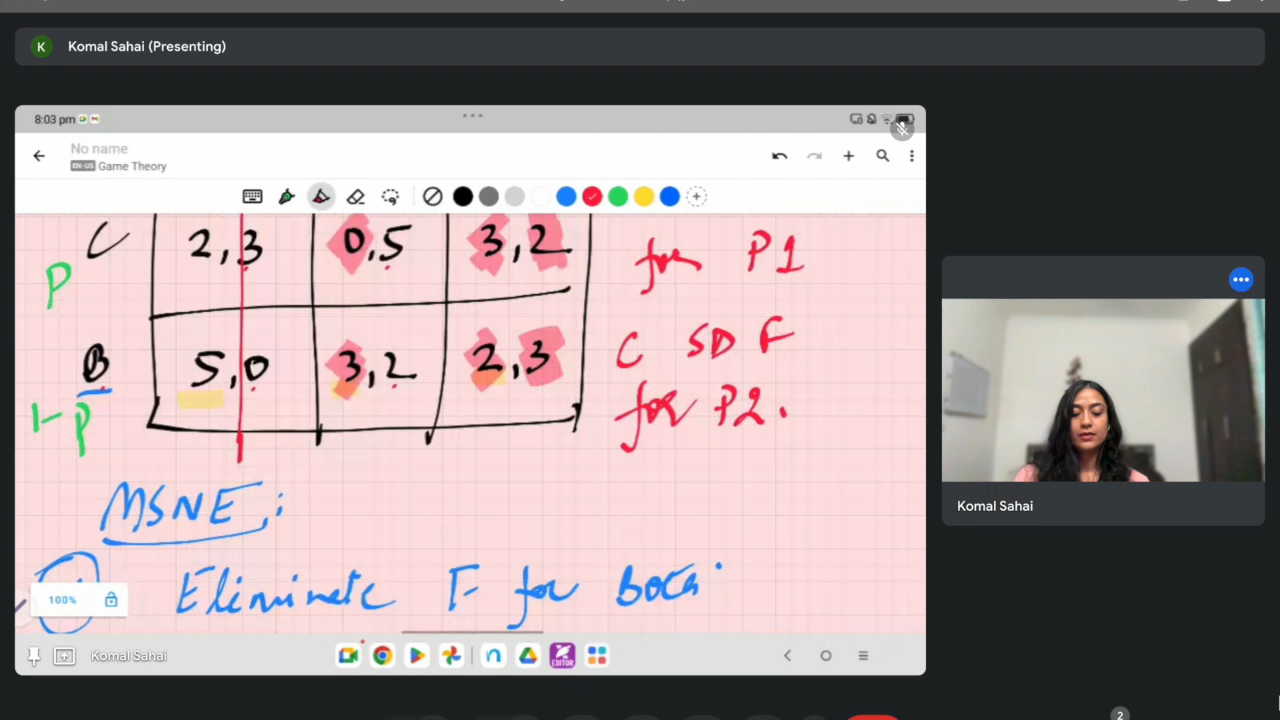 K Komal Sahai (Presenting)
8:03 pm
No name
EN-US Game Theory
C 2,3 0,5 3,2
P
for P1
B 5,0 3,2 2,3
1-P
C SD F
for P2.
MSNE:
Eliminate F for Both
100%
Komal Sahai
EDITOR
Komal Sahai
2